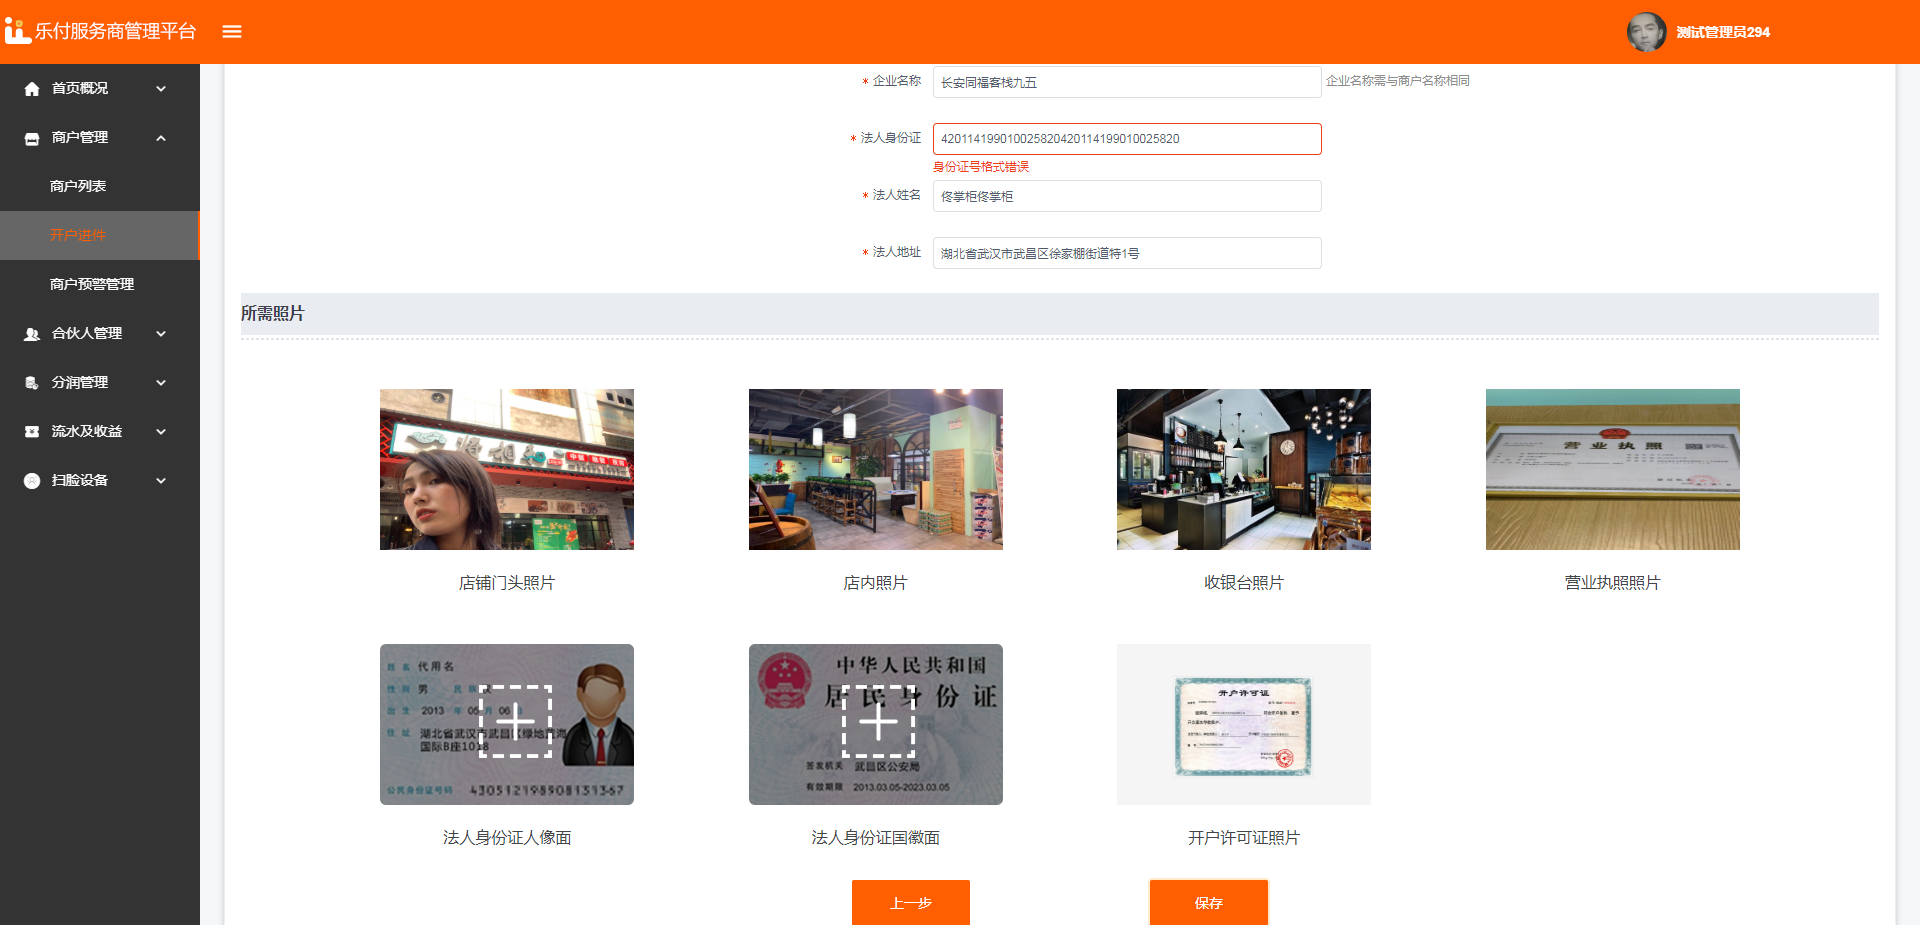 乐付服务商管理平台
测试管理员294
首页概况
商户管理
商户列表
开户进件
商户预警管理
合伙人管理
分润管理
流水及收益
扫脸设备
* 企业名称 长安同福客栈九五 企业名称需与商户名称相同
* 法人身份证 420114199010025820420114199010025820
身份证号格式错误
* 法人姓名 佟掌柜佟掌柜
* 法人地址 湖北省武汉市武昌区徐家棚街道特1号
所需照片
营业执照
店铺门头照片
店内照片
收银台照片
营业执照照片
姓名 代用名
性别 男 民族
出生 2013 年 05 月 06 日
住址 湖北省武汉市武昌区绿地蓝海
国际B座1018
公民身份证号码 430512198908131367
中华人民共和国
居民身份证
签发机关 武昌区公安局
有效期限 2013.03.05-2023.03.05
开户许可证
法人身份证人像面
法人身份证国徽面
开户许可证照片
上一步
保存